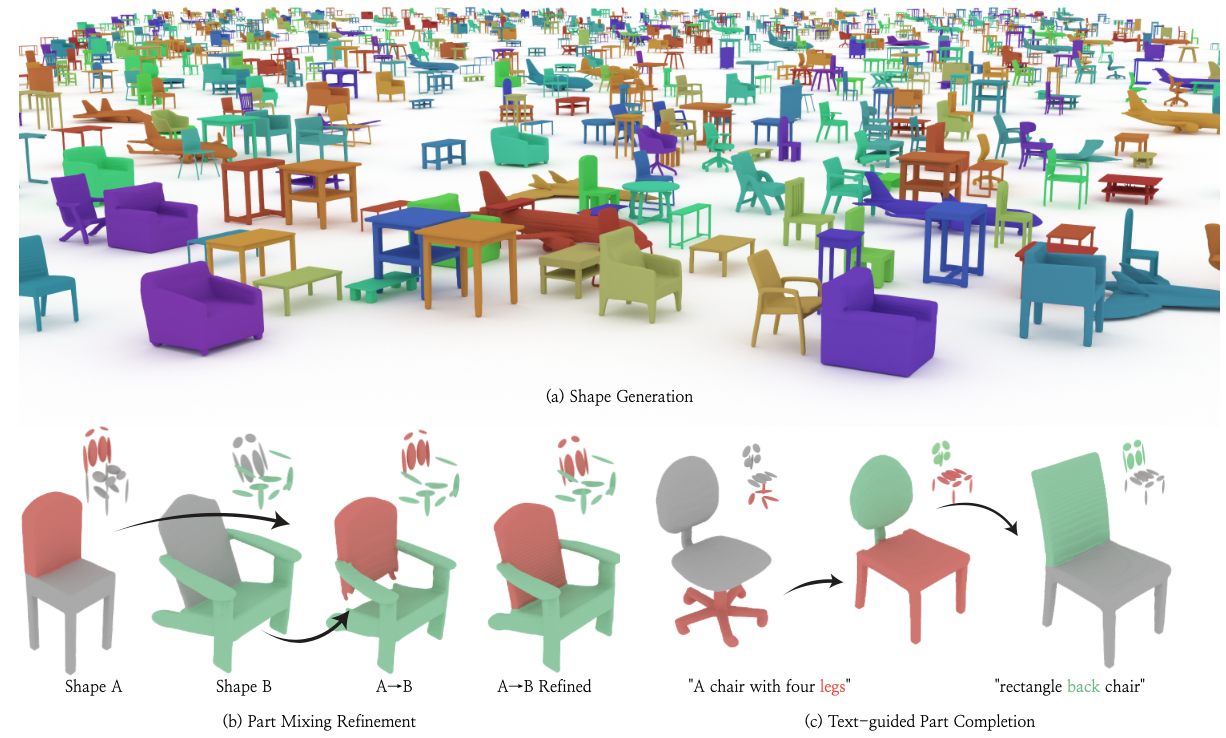 (a) Shape Generation
Shape A
Shape B
A→B
A→B Refined
"A chair with four legs"
"rectangle back chair"
(b) Part Mixing Refinement
(c) Text-guided Part Completion